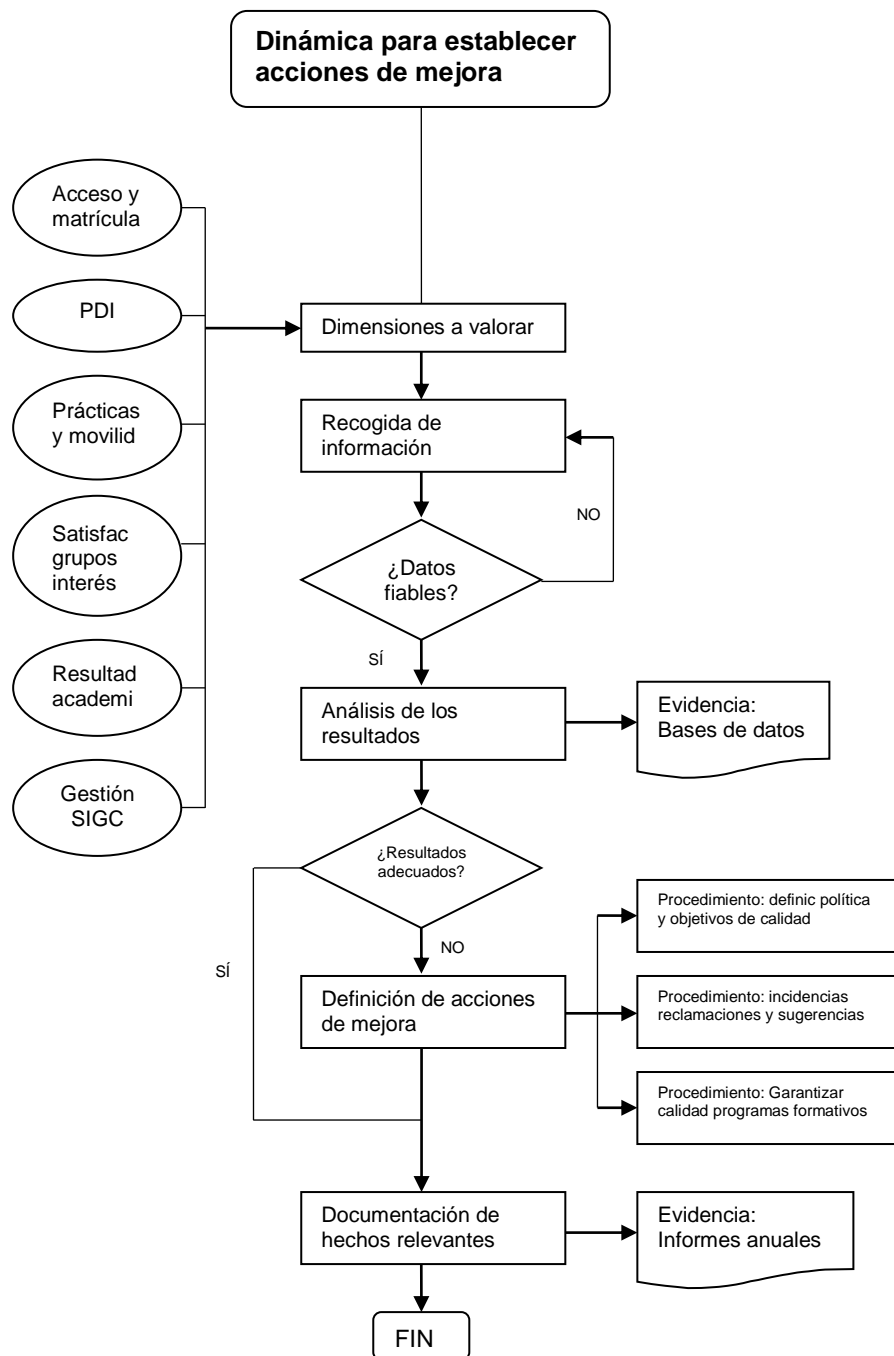 Dinámica para establecer
acciones de mejora
Acceso y
matrícula
PDI
Dimensiones a valorar
Prácticas
y movilid
Recogida de
información
NO
Satisfac
grupos
interés
¿Datos
fiables?
SÍ
Resultad
academi
Análisis de los
resultados
Evidencia:
Bases de datos
Gestión
SIGC
¿Resultados
adecuados?
Procedimiento: definic política
y objetivos de calidad
NO
SÍ
Definición de acciones
de mejora
Procedimiento: incidencias
reclamaciones y sugerencias
Procedimiento: Garantizar
calidad programas formativos
Documentación de
hechos relevantes
Evidencia:
Informes anuales
FIN